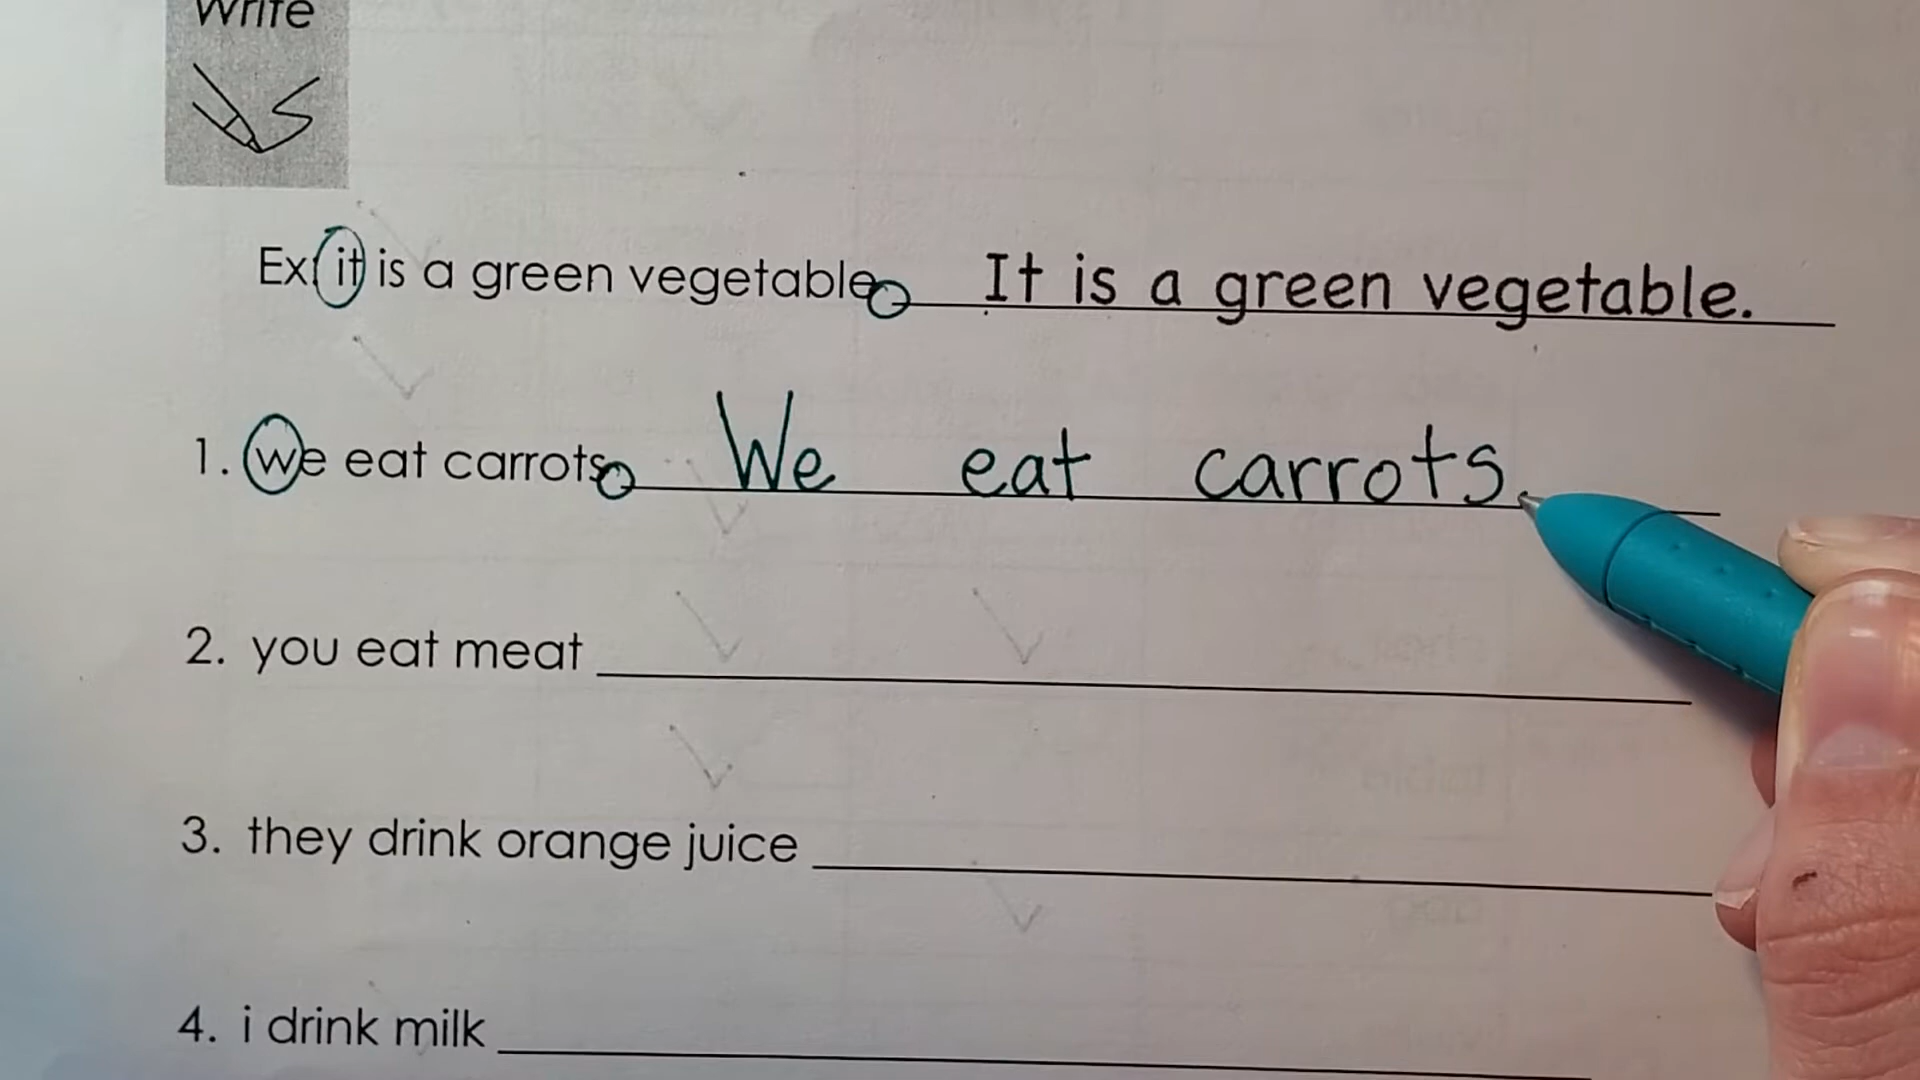 Write
Ex. it is a green vegetable It is a green vegetable.
1. we eat carrots We eat carrots.
2. you eat meat
3. they drink orange juice
4. i drink milk